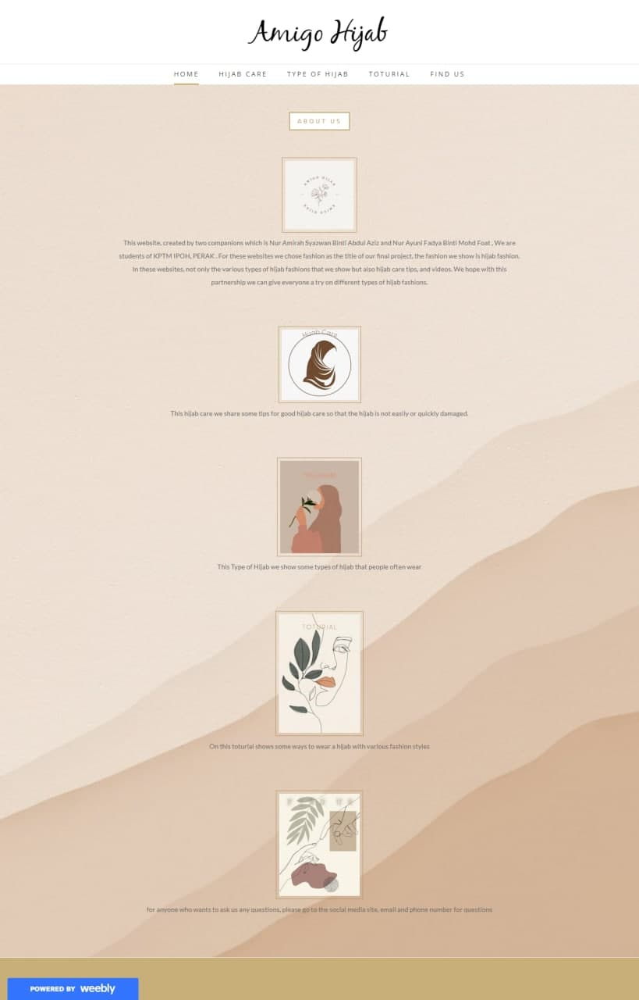 Amigo Hijab
HOME HIJAB CARE TYPE OF HIJAB TOTURIAL FIND US
ABOUT US
AMIGO HIJAB
AMIGO HIJAB
This website, created by two companions which is Nur Amirah Syazwan Binti Abdul Aziz and Nur Ayuni Fadya Binti Mohd Foat , We are
students of KPTM IPOH, PERAK . For these websites we chose fashion as the title of our final project, the fashion we show is hijab fashion.
In these websites, not only the various types of hijab fashions that we show but also hijab care tips, and videos. We hope with this
partnership we can give everyone a try on different types of hijab fashions.
Hijab Care
This hijab care we share some tips for good hijab care so that the hijab is not easily or quickly damaged.
This Type of Hijab we show some types of hijab that people often wear
TOTURIAL
On this toturial shows some ways to wear a hijab with various fashion styles
for anyone who wants to ask us any questions, please go to the social media site, email and phone number for questions
POWERED BY weebly